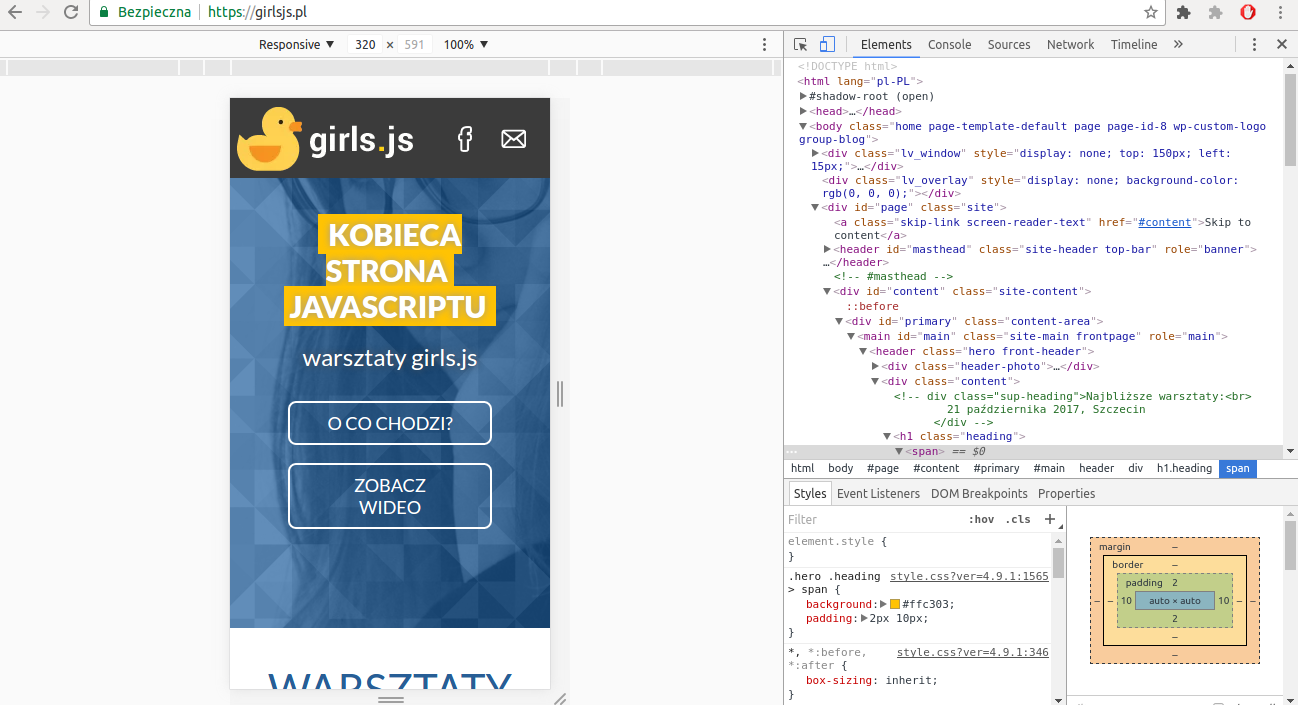 Bezpieczna https://girlsjs.pl
Responsive ▼ 320 × 591 100% ▼
Elements Console Sources Network Timeline »
girls.js
KOBIECA
STRONA
JAVASCRIPTU
warsztaty girls.js
O CO CHODZI?
ZOBACZ
WIDEO
WARSZTATY
<!DOCTYPE html>
<html lang="pl-PL">
▶#shadow-root (open)
▶<head>…</head>
▼<body class="home page-template-default page page-id-8 wp-custom-logo
group-blog">
▶<div class="lv_window" style="display: none; top: 150px; left:
15px;">…</div>
<div class="lv_overlay" style="display: none; background-color:
rgb(0, 0, 0);"></div>
▼<div id="page" class="site">
<a class="skip-link screen-reader-text" href="#content">Skip to
content</a>
▶<header id="masthead" class="site-header top-bar" role="banner">
…</header>
<!-- #masthead -->
▼<div id="content" class="site-content">
::before
▼<div id="primary" class="content-area">
▼<main id="main" class="site-main frontpage" role="main">
▼<header class="hero front-header">
▶<div class="header-photo">…</div>
▼<div class="content">
<!-- div class="sup-heading">Najbliższe warsztaty:<br>
21 października 2017, Szczecin
</div -->
▼<h1 class="heading">
… ▼<span> == $0
html body #page #content #primary #main header div h1.heading span
Styles Event Listeners DOM Breakpoints Properties
Filter :hov .cls +
element.style {
}
.hero .heading style.css?ver=4.9.1:1565
> span {
background:▶#ffc303;
padding:▶2px 10px;
}
*, *:before, style.css?ver=4.9.1:346
*:after {
box-sizing: inherit;
}
margin –
border –
padding 2
– – 10 auto × auto 10 – –
2
–
–